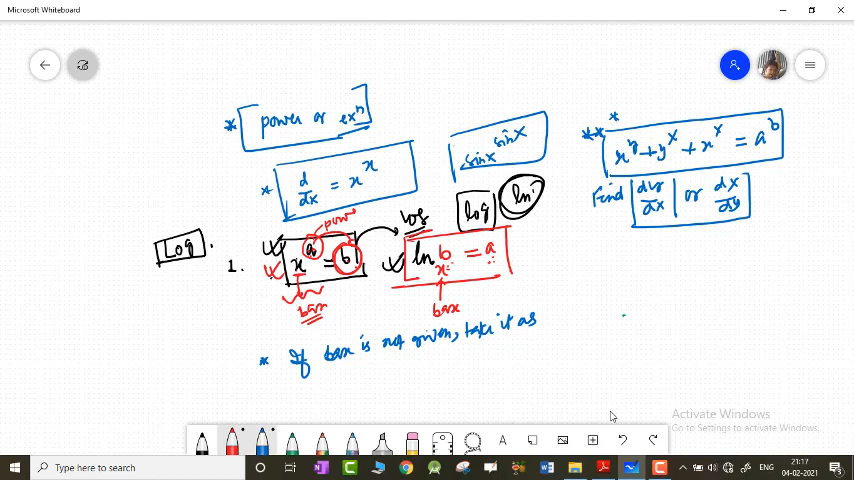 Microsoft Whiteboard
* [power or exⁿ]
sinx^sinx
* *
* x^y + y^x + x^x = a^b
* d/dx = x^x
Find |dy/dx| or dx/dy
log ln
power
log
Log.
1. x^a = b ln_x b = a
base base
* If base is not given, take it as
Activate Windows
Go to Settings to activate Windows.
Type here to search
ENG
21:17
04-02-2021
3